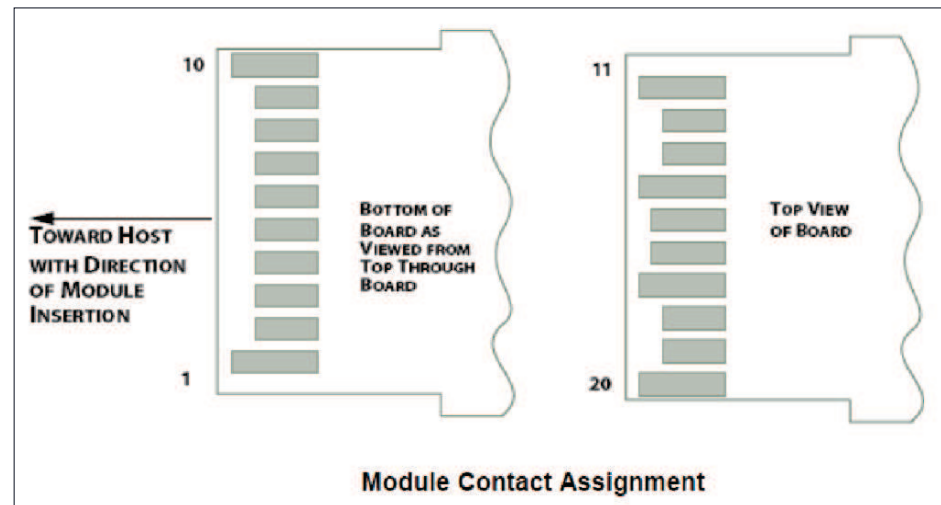 10
11
BOTTOM OF
BOARD AS
VIEWED FROM
TOP THROUGH
BOARD
TOP VIEW
OF BOARD
TOWARD HOST
WITH DIRECTION
OF MODULE
INSERTION
1
20
Module Contact Assignment